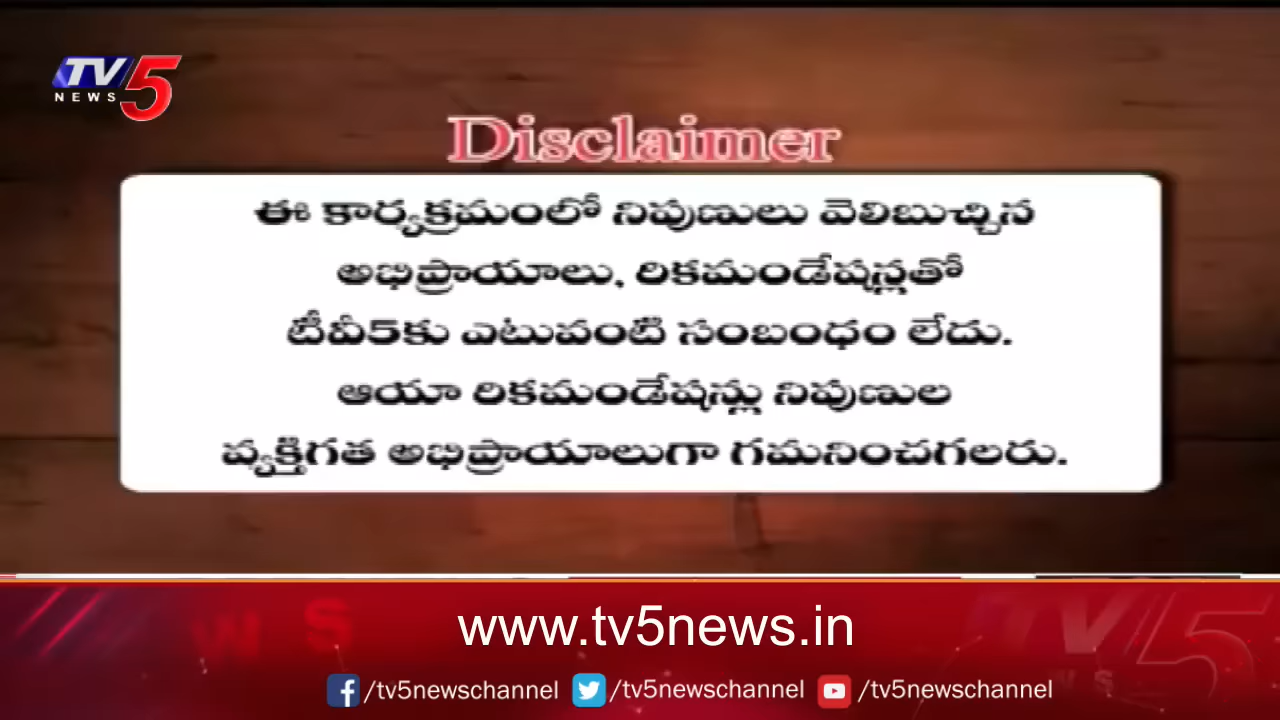 TV5
NEWS
Disclaimer
ఈ కార్యక్రమంలో నిపుణులు వెలిబుచ్చిన
అభిప్రాయాలు, రికమండేషన్లతో
టీవీ5కు ఎటువంటి సంబంధం లేదు.
ఆయా రికమండేషన్లు నిపుణుల
వ్యక్తిగత అభిప్రాయాలుగా గమనించగలరు.
www.tv5news.in
/tv5newschannel /tv5newschannel /tv5newschannel